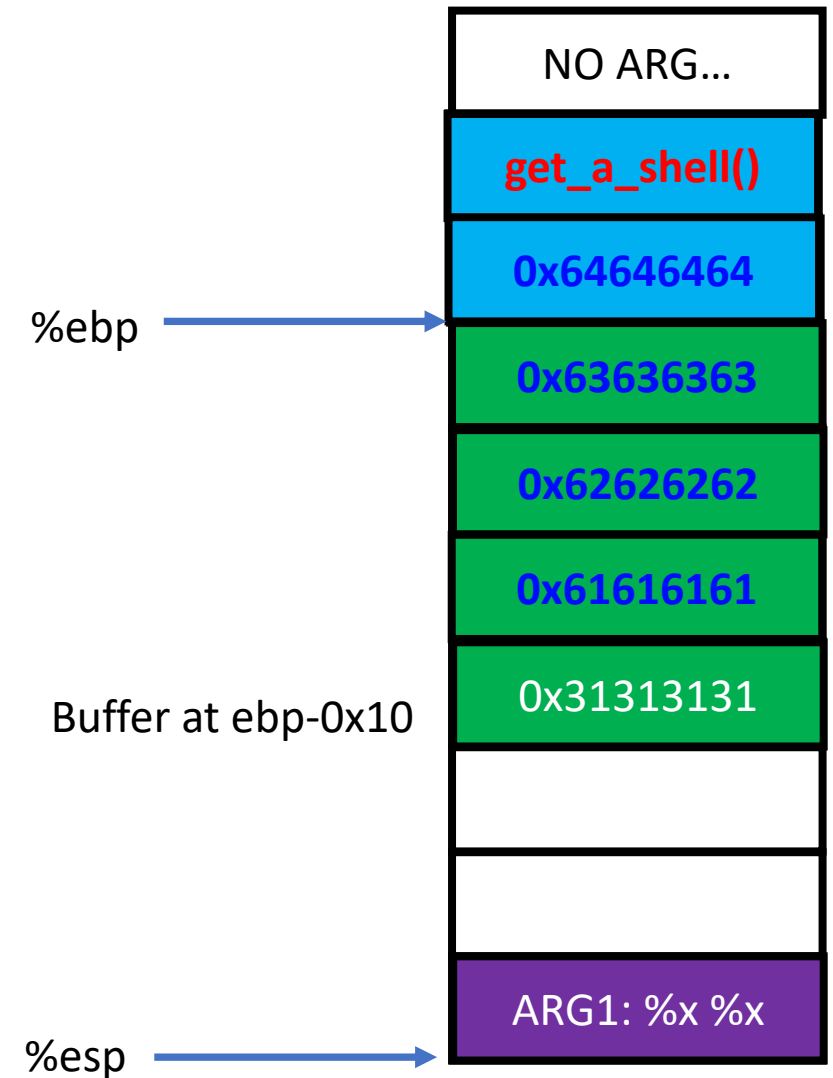 NO ARG…
get_a_shell()
0x64646464
%ebp
0x63636363
0x62626262
0x61616161
Buffer at ebp-0x10
0x31313131
ARG1: %x %x
%esp